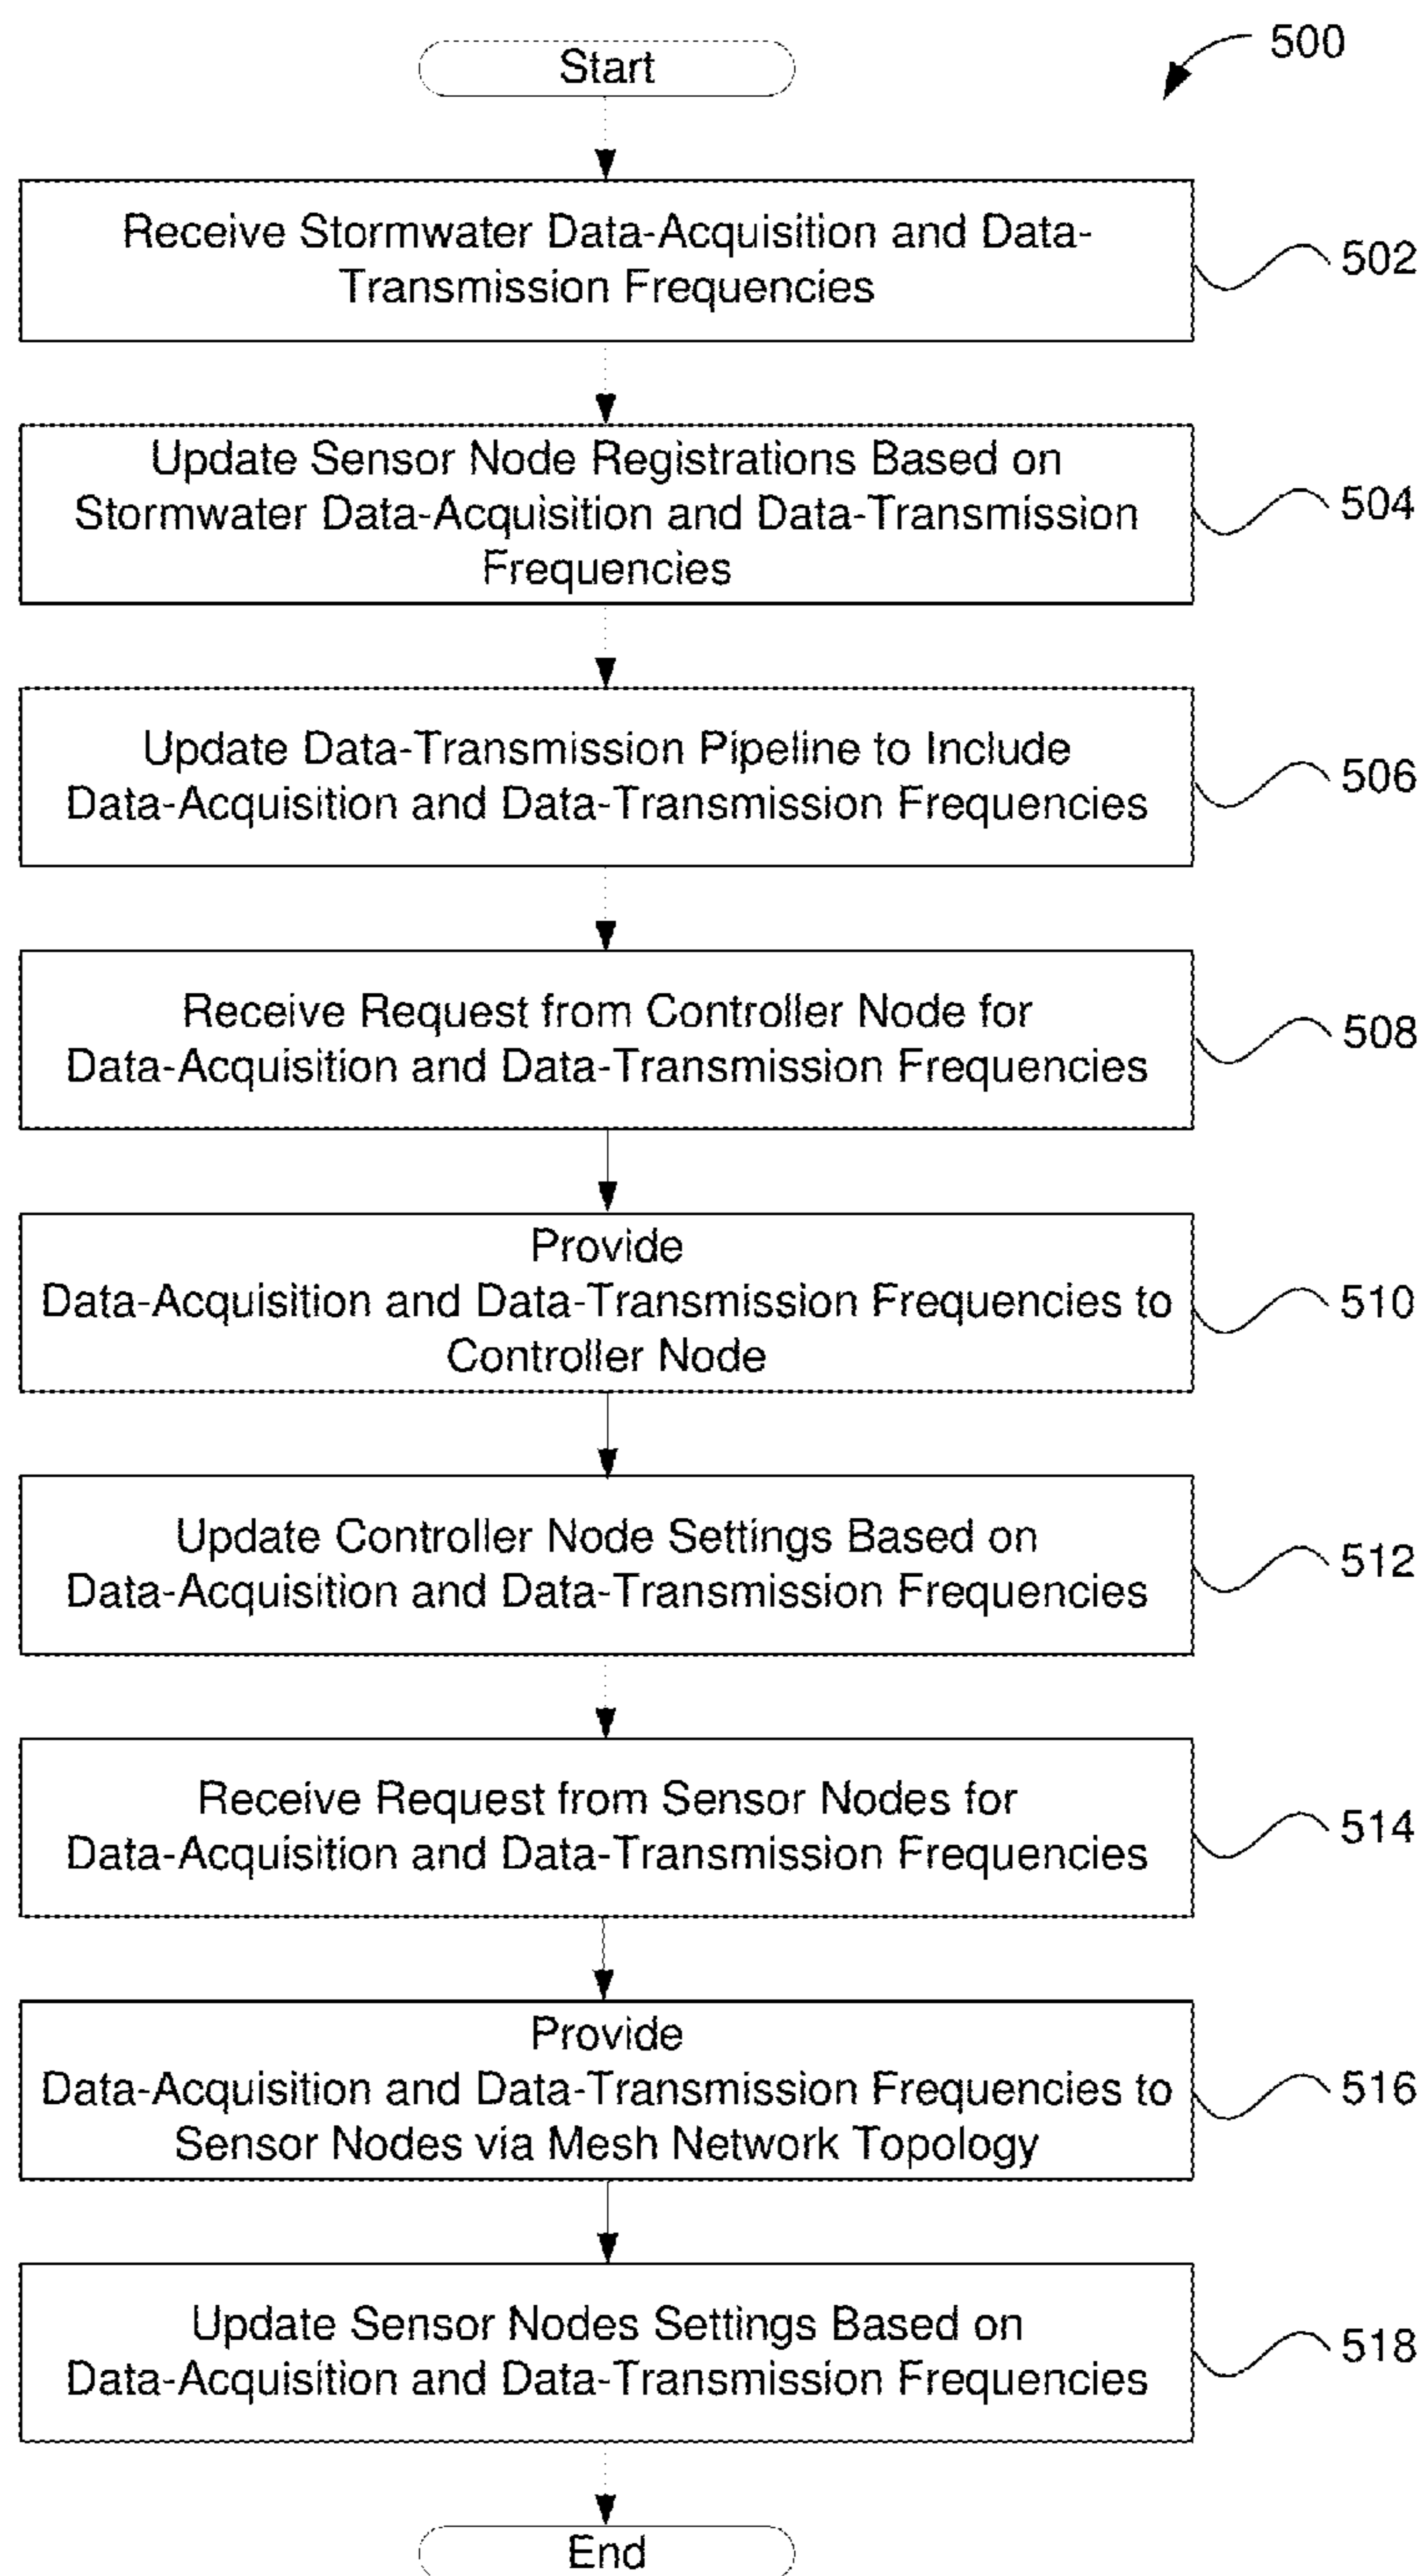 500
Start
Receive Stormwater Data-Acquisition and Data-
Transmission Frequencies
502
Update Sensor Node Registrations Based on
Stormwater Data-Acquisition and Data-Transmission
Frequencies
504
Update Data-Transmission Pipeline to Include
Data-Acquisition and Data-Transmission Frequencies
506
Receive Request from Controller Node for
Data-Acquisition and Data-Transmission Frequencies
508
Provide
Data-Acquisition and Data-Transmission Frequencies to
Controller Node
510
Update Controller Node Settings Based on
Data-Acquisition and Data-Transmission Frequencies
512
Receive Request from Sensor Nodes for
Data-Acquisition and Data-Transmission Frequencies
514
Provide
Data-Acquisition and Data-Transmission Frequencies to
Sensor Nodes via Mesh Network Topology
516
Update Sensor Nodes Settings Based on
Data-Acquisition and Data-Transmission Frequencies
518
End